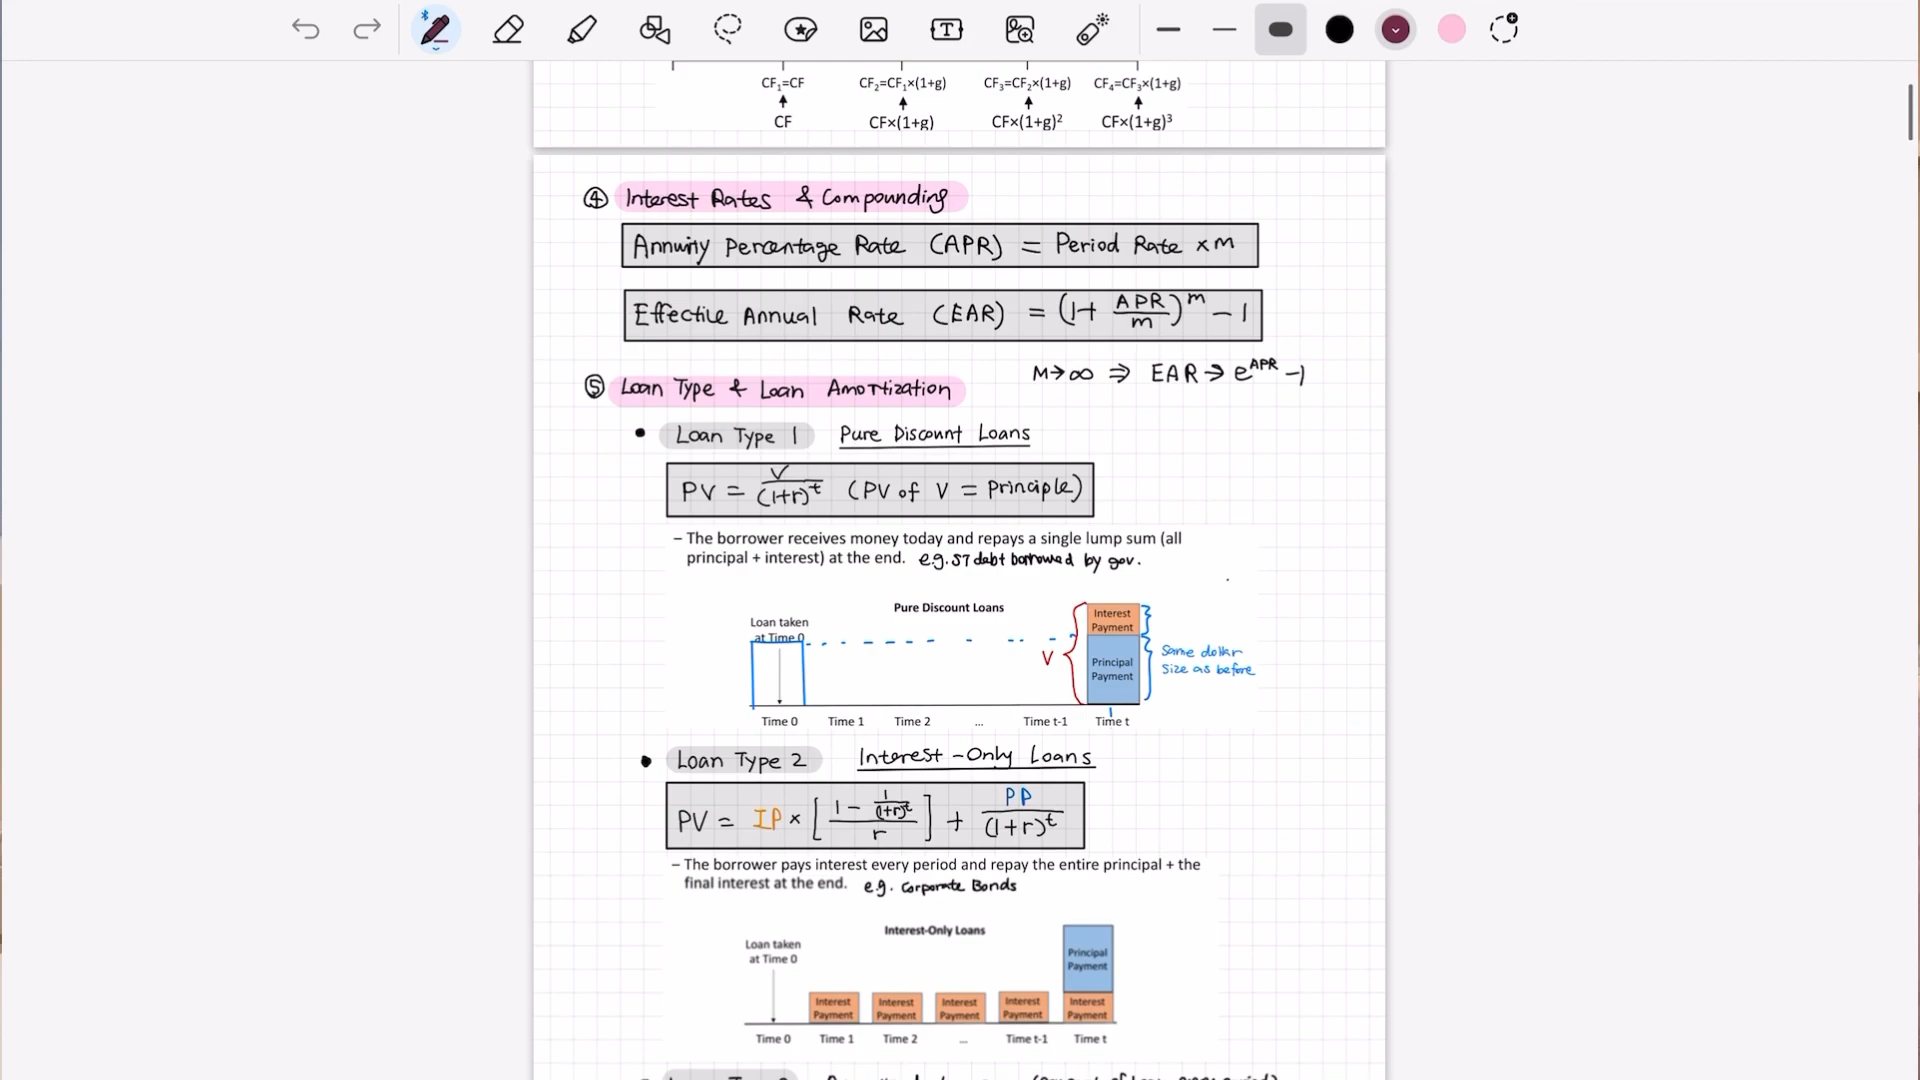 CF₁=CF CF₂=CF₁×(1+g) CF₃=CF₂×(1+g) CF₄=CF₃×(1+g)
CF CF×(1+g) CF×(1+g)² CF×(1+g)³
④ Interest Rates & Compounding
Annuity Percentage Rate (APR) = Period Rate × m
Effective Annual Rate (EAR) = (1+ APR/m)^m - 1
M→∞ ⇒ EAR → e^APR -1
⑤ Loan Type & Loan Amortization
• Loan Type 1 Pure Discount Loans
PV = V/(1+r)^t (PV of V = Principle)
– The borrower receives money today and repays a single lump sum (all
principal + interest) at the end. e.g. ST debt borrowed by gov.
Pure Discount Loans
Loan taken
at Time 0
Interest
Payment
V
Principal
Payment
Same dollar
size as before
Time 0 Time 1 Time 2 ... Time t-1 Time t
• Loan Type 2 Interest-Only Loans
PV = IP × [(1 - 1/(1+r)^t)/r] + PP/(1+r)^t
– The borrower pays interest every period and repay the entire principal + the
final interest at the end. e.g. Corporate Bonds
Interest-Only Loans
Loan taken
at Time 0
Principal
Payment
Interest Interest Interest Interest Interest
Payment Payment Payment Payment Payment
Time 0 Time 1 Time 2 ... Time t-1 Time t